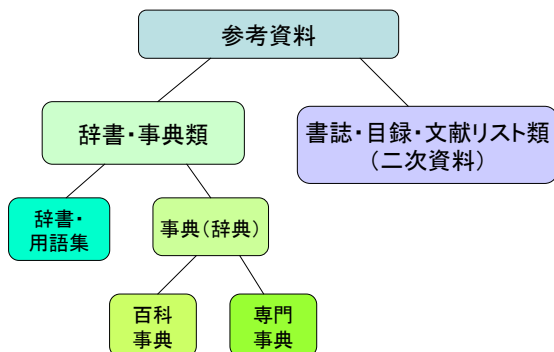 参考資料
辞書・事典類
書誌・目録・文献リスト類
（二次資料）
辞書・
用語集
事典（辞典）
百科
事典
専門
事典